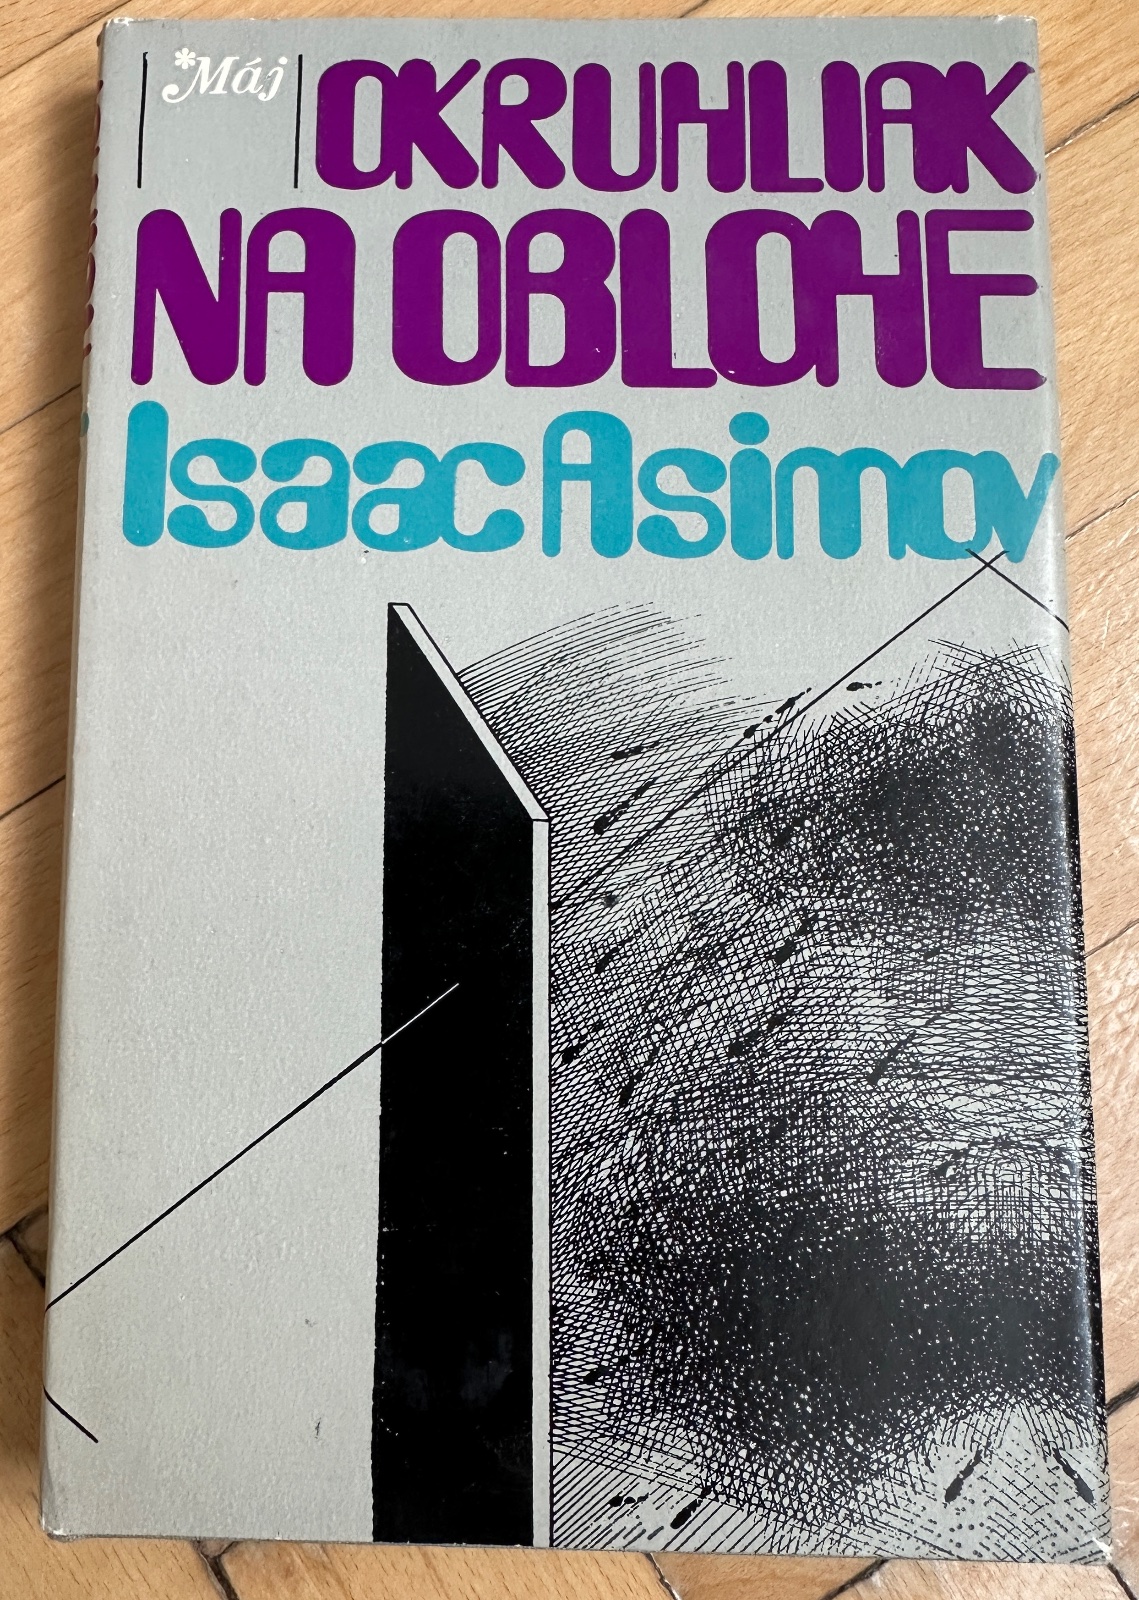 *Máj
OKRUHLIAK
NA OBLOHE
Isaac Asimov